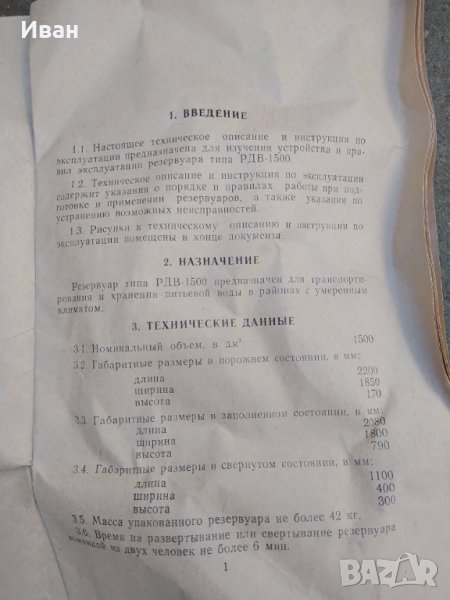 Иван
1. ВВЕДЕНИЕ
1.1. Настоящее техническое описание и инструкция по
эксплуатации предназначена для изучения устройства и пра-
вил эксплуатации резервуара типа РДВ-1500.
1.2. Техническое описание и инструкция по эксплуатации
содержит указания о порядке и правилах работы при под-
готовке и применении резервуаров, а также указания по
устранению возможных неисправностей.
1.3. Рисунки к техническому описанию и инструкции по
эксплуатации помещены в конце документа.
2. НАЗНАЧЕНИЕ
Резервуар типа РДВ-1500 предназначен для транспорти-
рования и хранения питьевой воды в районах с умеренным
климатом.
3. ТЕХНИЧЕСКИЕ ДАННЫЕ
3.1. Номинальный объем, в дм³ 1500
3.2 Габаритные размеры в порожнем состоянии, в мм:
длина 2200
ширина 1850
высота 170
3.3. Габаритные размеры в заполненной состоянии, в мм:
длина 2080
щирина 1800
высота 790
3.4. Габаритные размеры в свернутом состоянии, в мм:
длина 1100
ширина 400
высота 300
3.5. Масса упакованного резервуара не более 42 кг.
3.6. Время па развертывание или свертывание резервуара
командой из двух человек не более 6 мин.
1
BAZAR.bg